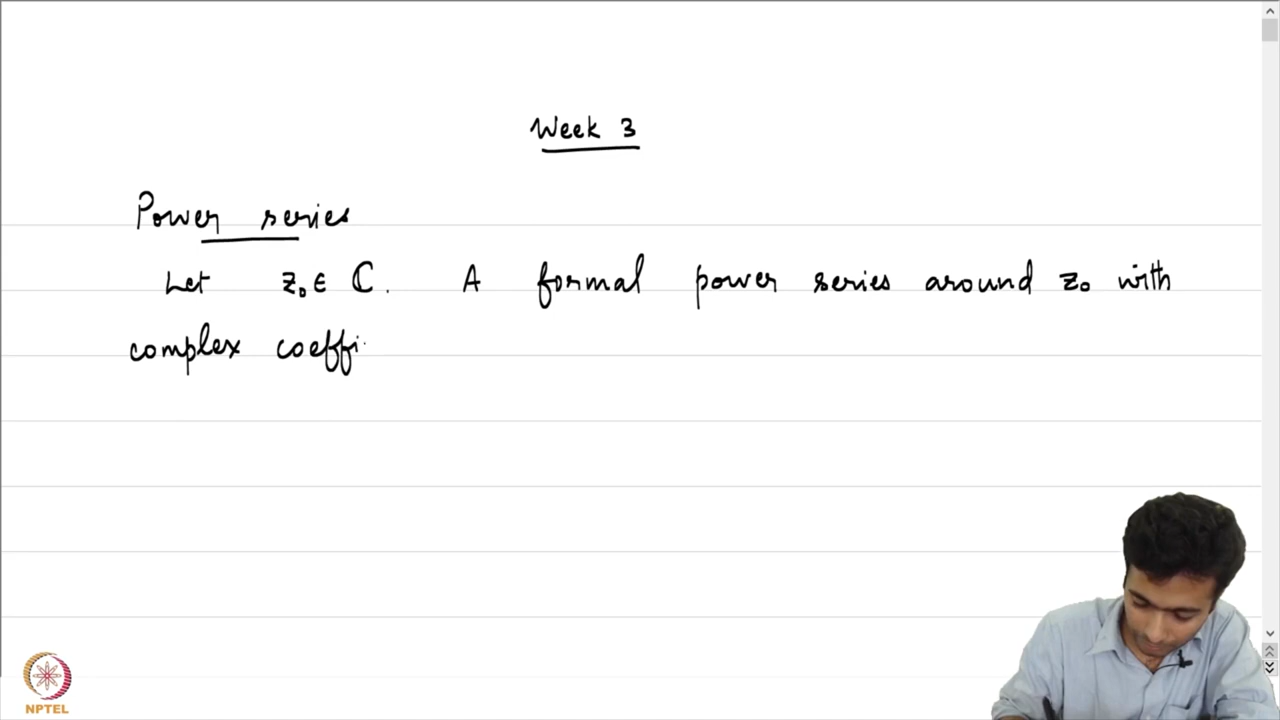 Week 3
Power series
Let z₀ ∈ ℂ. A formal power series around z₀ with
complex coeffi
NPTEL